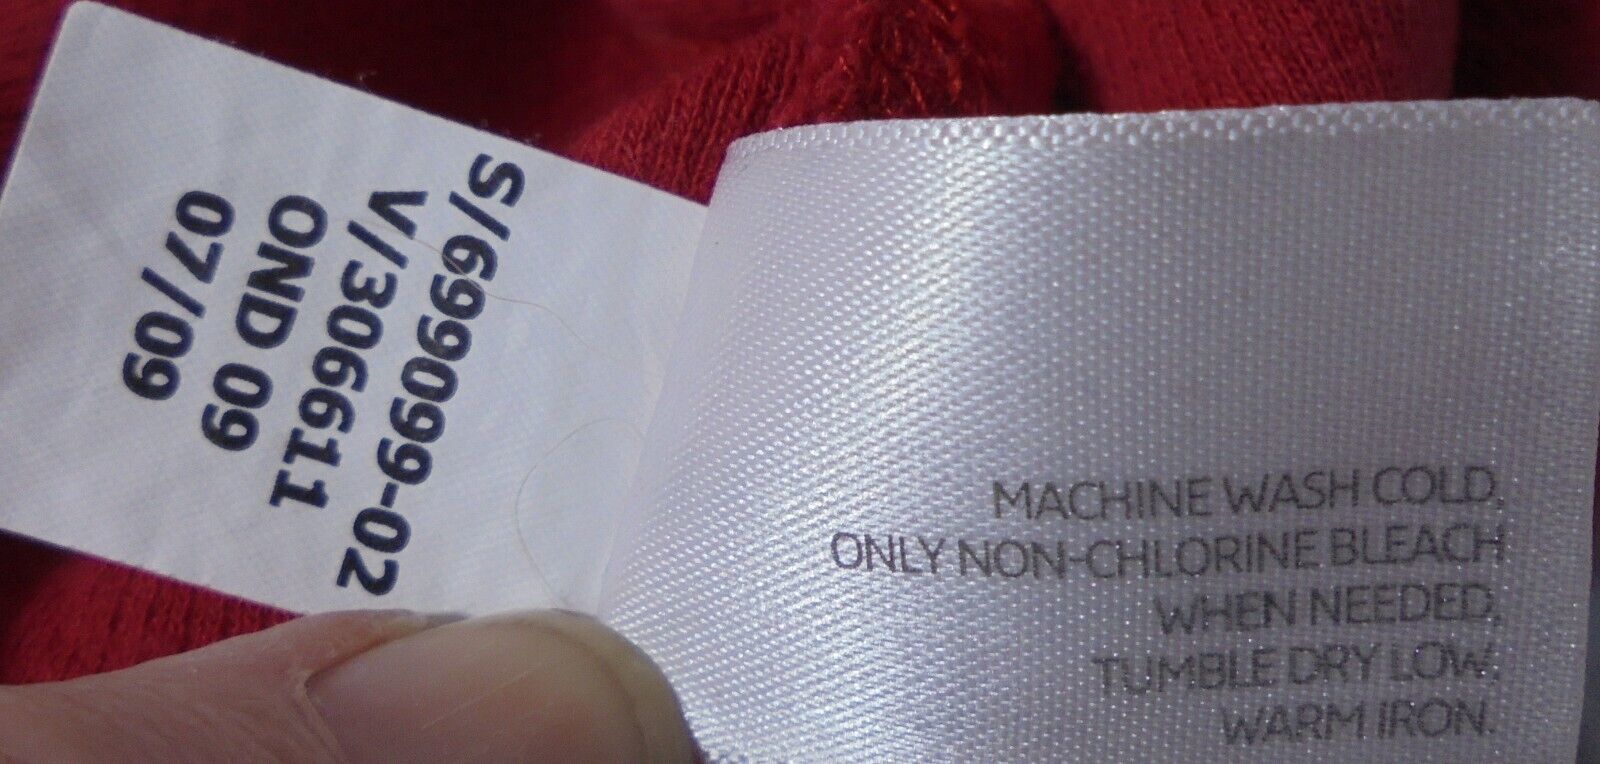 S/699099-02
V/306611
OND 09
07/09
MACHINE WASH COLD,
ONLY NON-CHLORINE BLEACH
WHEN NEEDED,
TUMBLE DRY LOW,
WARM IRON.